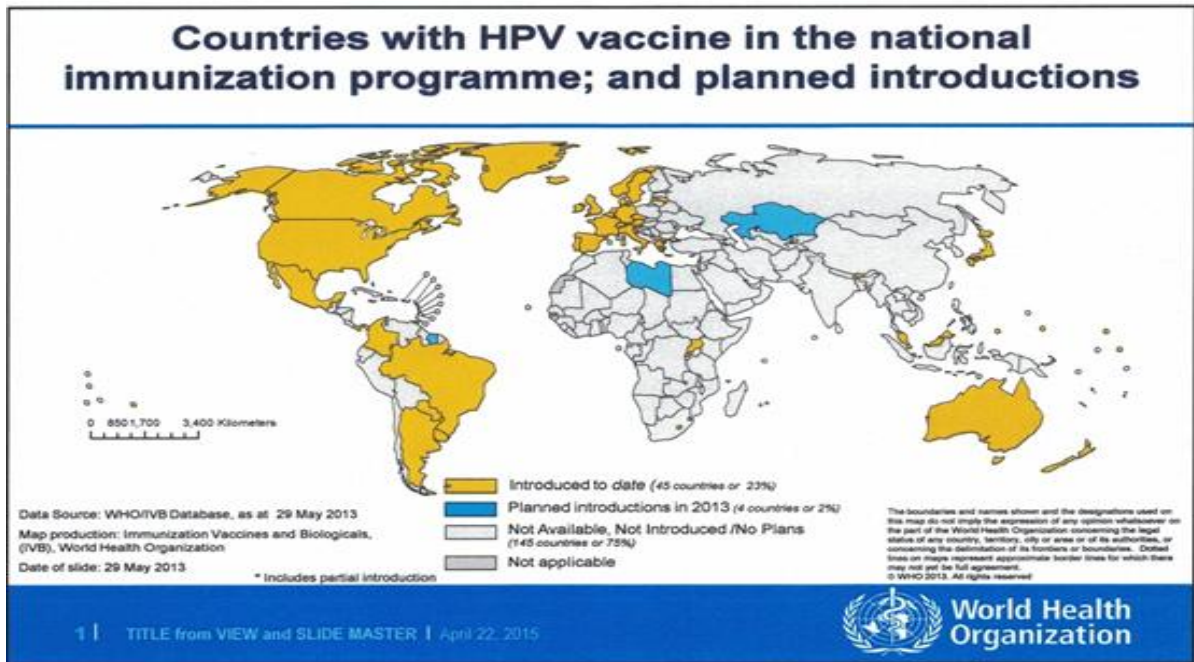 Countries with HPV vaccine in the national
immunization programme; and planned introductions
0 850 1,700 3,400 Kilometers
Introduced to date (45 countries or 23%)
Planned introductions in 2013 (4 countries or 2%)
Not Available, Not Introduced /No Plans
(145 countries or 75%)
Not applicable
Data Source: WHO/IVB Database, as at 29 May 2013
Map production: Immunization Vaccines and Biologicals,
(IVB), World Health Organization
Date of slide: 29 May 2013
* Includes partial introduction
The boundaries and names shown and the designations used on
this map do not imply the expression of any opinion whatsoever on
the part of the World Health Organization concerning the legal
status of any country, territory, city or area or of its authorities, or
concerning the delimitation of its frontiers or boundaries. Dotted
lines on maps represent approximate border lines for which there
may not yet be full agreement.
© WHO 2013. All rights reserved
1 | TITLE from VIEW and SLIDE MASTER | April 22, 2015
World Health
Organization